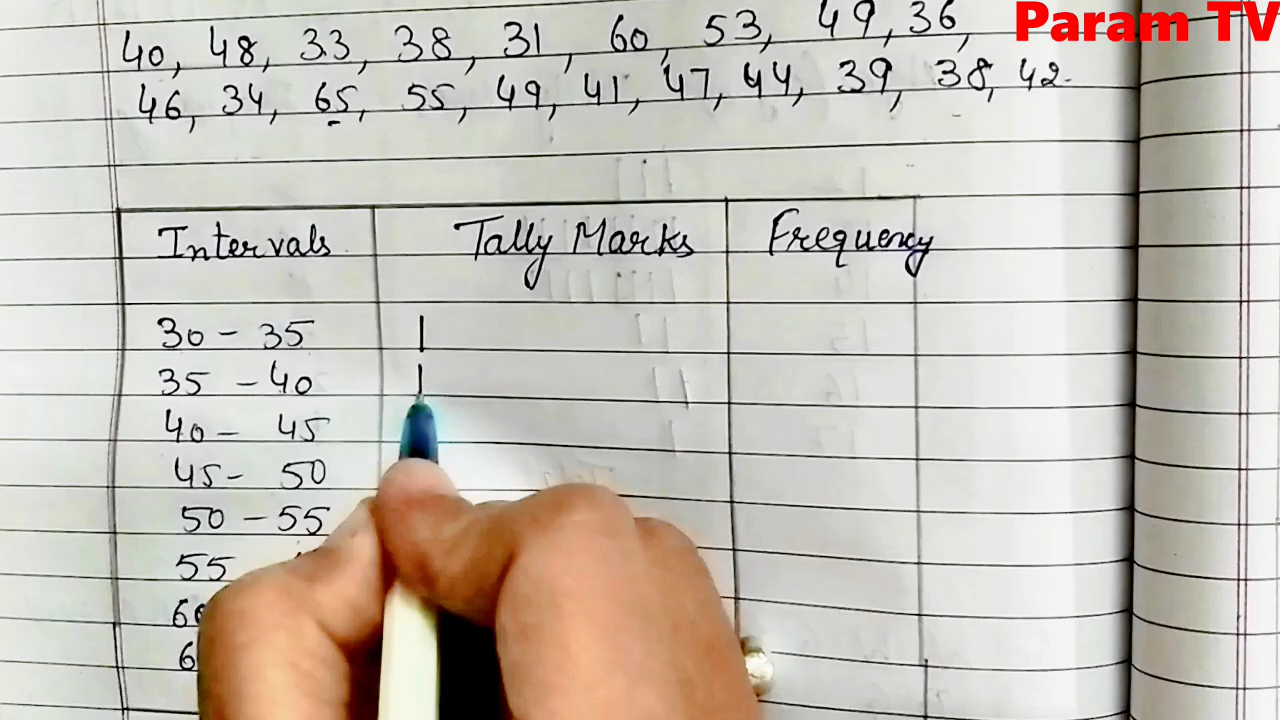 Param TV
40, 48, 33, 38, 31, 60, 53, 49, 36,
46, 34, 65, 55, 49, 41, 47, 44, 39, 38, 42.
Intervals Tally Marks Frequency
30 - 35 |
35 - 40 |
40 - 45
45 - 50
50 - 55
55
6